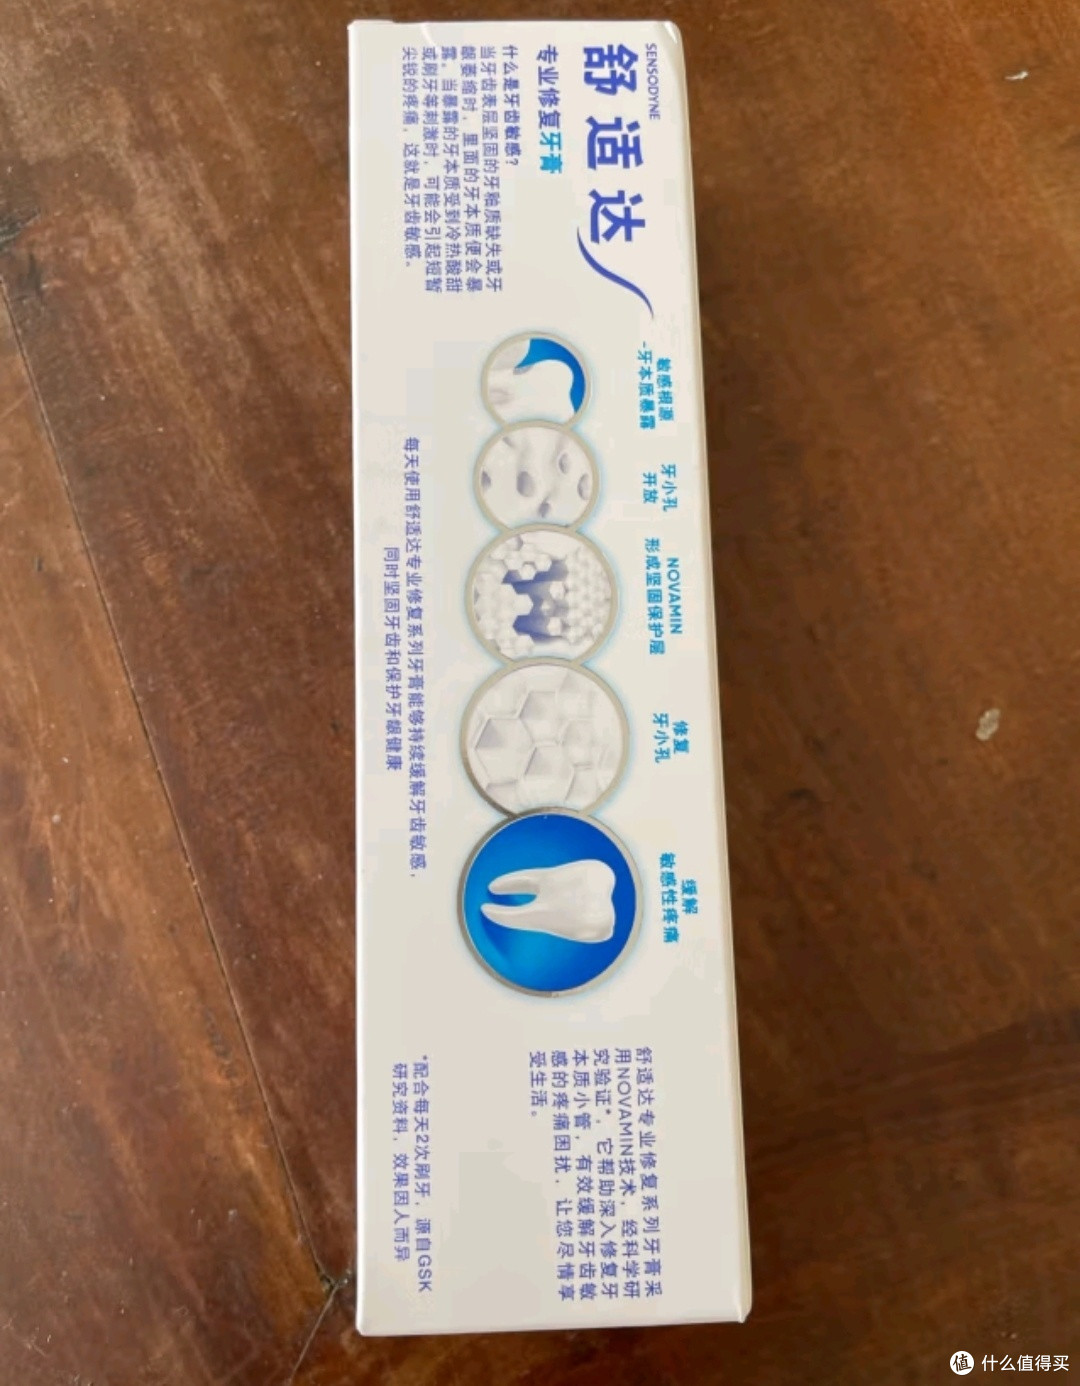 SENSODYNE
舒适达
专业修复牙膏
什么是牙齿敏感？
当牙齿表层坚固的牙釉质缺失或牙
龈萎缩时，里面的牙本质便会暴
露。当暴露的牙本质受到冷热酸甜
或刷牙等刺激时，可能会引起短暂
尖锐的疼痛，这就是牙齿敏感。
敏感根源
-牙本质暴露
牙小孔
开放
NOVAMIN
形成坚固保护层
修复
牙小孔
缓解
敏感性疼痛
每天使用舒适达专业修复系列牙膏能够持续缓解牙齿敏感，
同时坚固牙齿和保护牙龈健康
舒适达专业修复系列牙膏采
用NOVAMIN技术，经科学研
究验证*，它帮助深入修复牙
本质小管，有效缓解牙齿敏
感的疼痛困扰，让您尽情享
受生活。
*配合每天2次刷牙，源自GSK
研究资料，效果因人而异
值 什么值得买